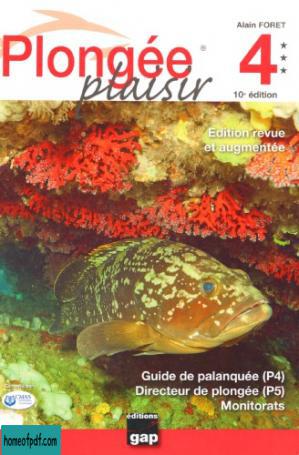 Alain FORET
Plongée®
plaisir
4
10e édition
Edition revue
et augmentée
Guide de palanquée (P4)
Directeur de plongée (P5)
Monitorats
CMAS
éditions
gap
homeofpdf.com